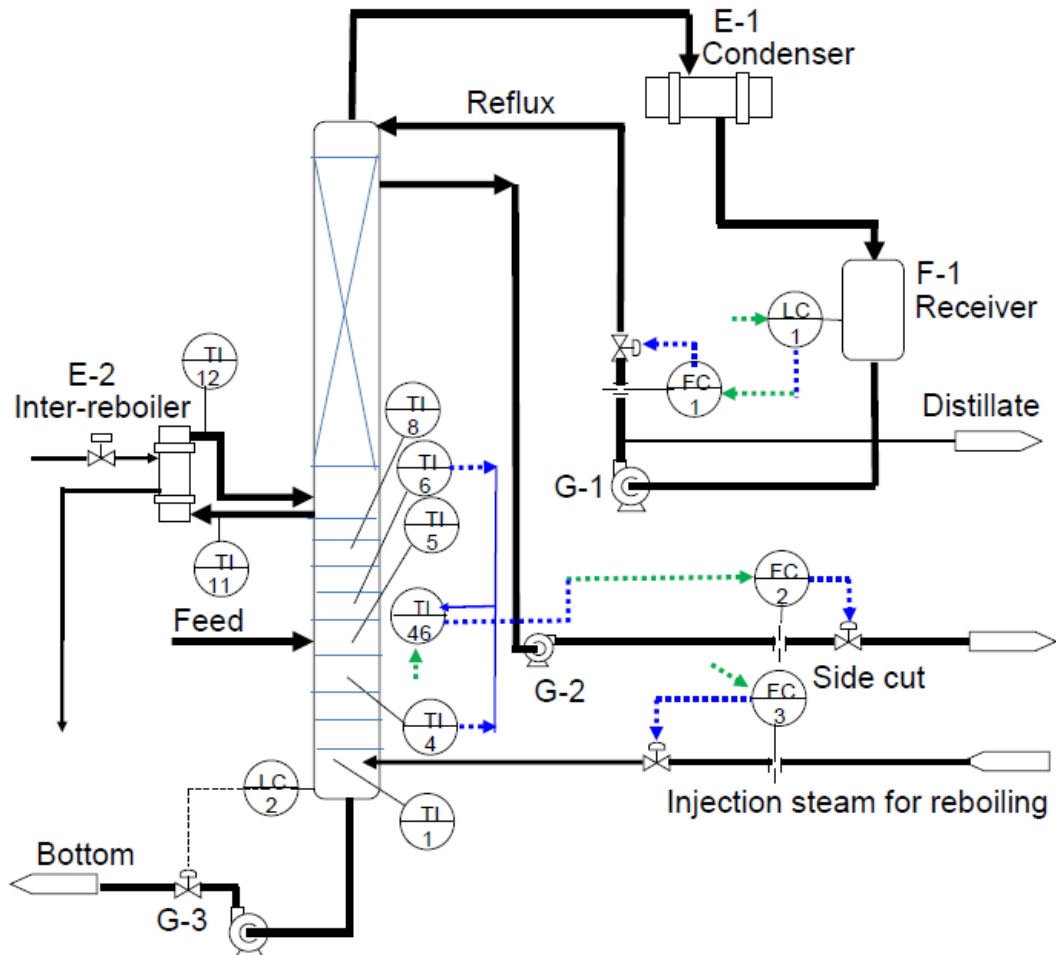 E-1
Condenser
Reflux
F-1
Receiver
LC
1
TI
12
E-2
Inter-reboiler
FC
1
TI
8
Distillate
TI
6
G-1
TI
5
TI
11
FC
2
Feed
TI
46
G-2
Side cut
FC
3
TI
4
LC
2
Injection steam for reboiling
TI
1
Bottom
G-3